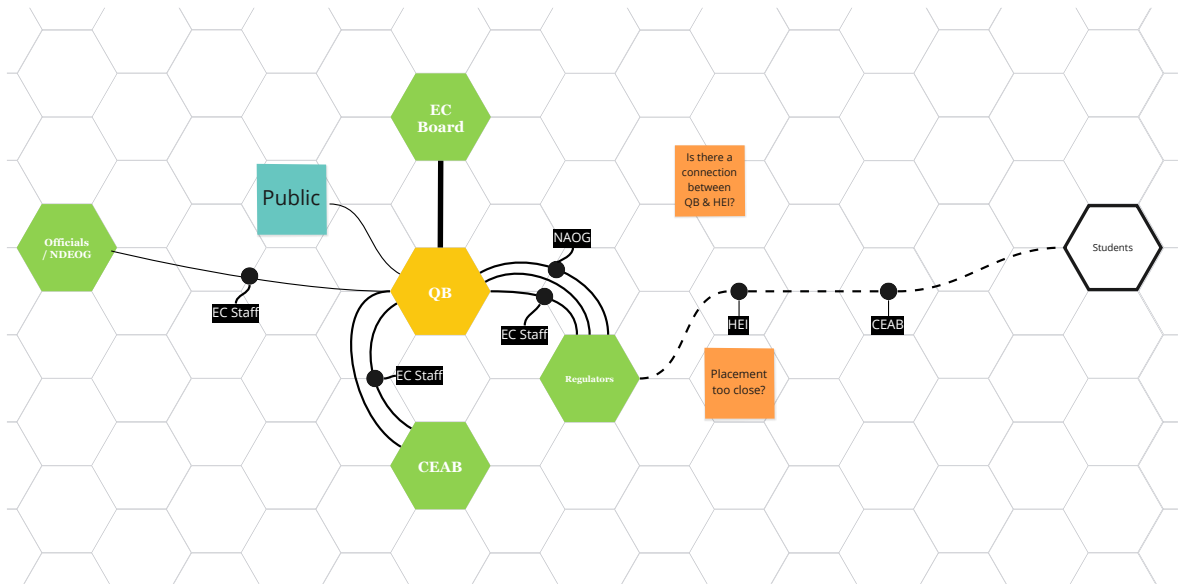 EC
Board
Is there a
connection
between
QB & HEI?
Public
Officials
/ NDEOG
NAOG
Students
QB
EC Staff
EC Staff
HEI
CEAB
EC Staff
Regulators
Placement
too close?
CEAB